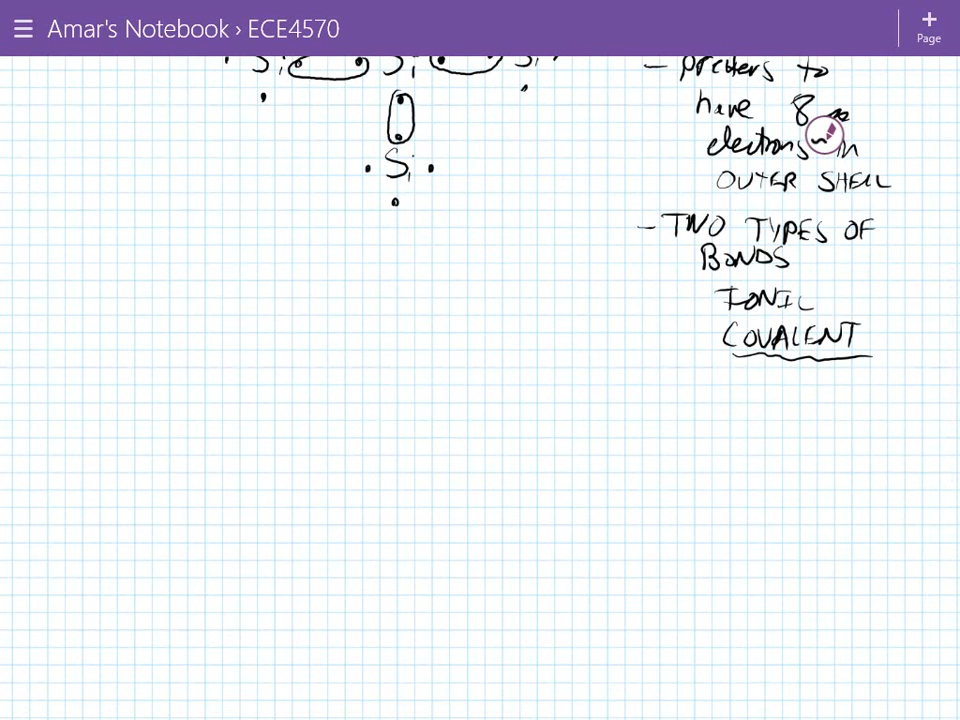 Amar's Notebook › ECE4570
Page
Si Si Si
Si
- prefers to
have 8
electrons in
OUTER SHELL
- TWO TYPES OF
BONDS
IONIC
COVALENT